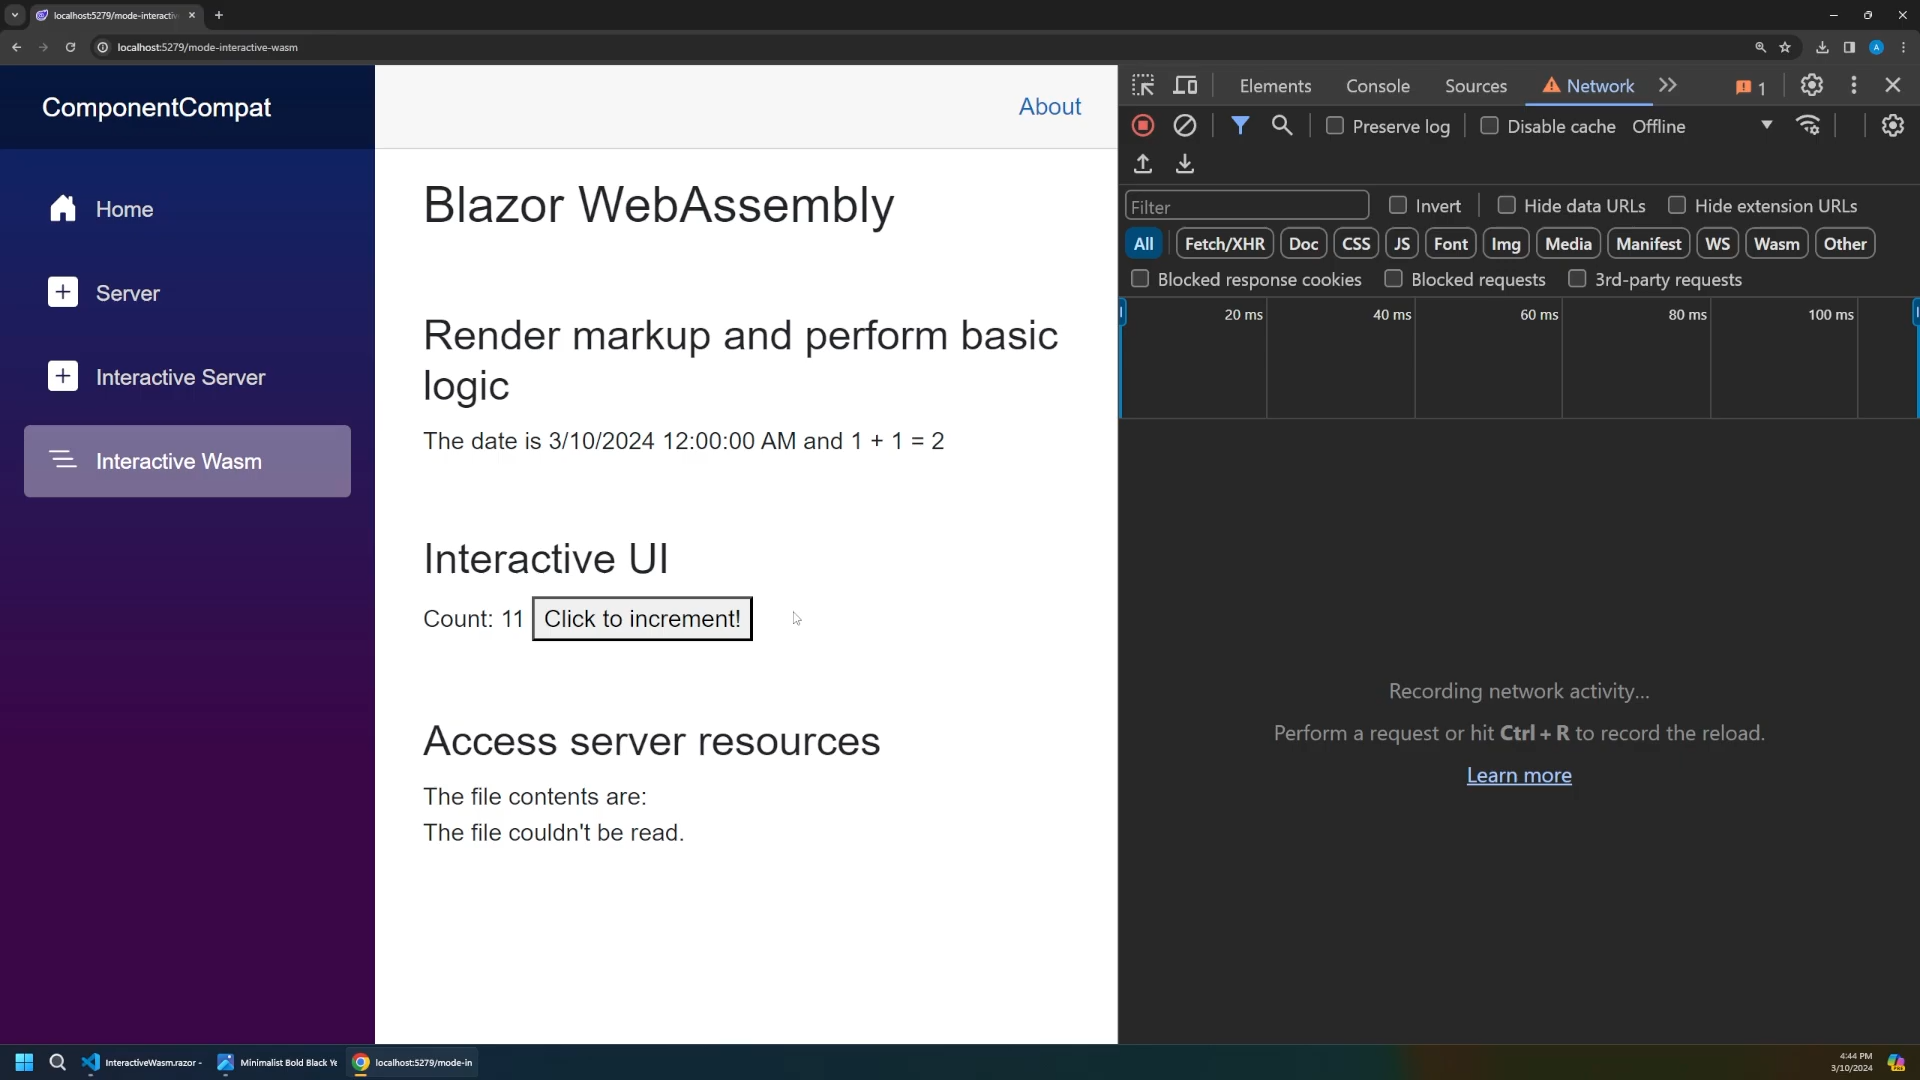 localhost:5279/mode-interactiv
localhost:5279/mode-interactive-wasm
A
ComponentCompat
Home
Server
Interactive Server
Interactive Wasm
About
Blazor WebAssembly
Render markup and perform basic
logic
The date is 3/10/2024 12:00:00 AM and 1 + 1 = 2
Interactive UI
Count: 11 Click to increment!
Access server resources
The file contents are:
The file couldn't be read.
Elements Console Sources Network 1
Preserve log Disable cache Offline
Filter Invert Hide data URLs Hide extension URLs
All Fetch/XHR Doc CSS JS Font Img Media Manifest WS Wasm Other
Blocked response cookies Blocked requests 3rd-party requests
20 ms 40 ms 60 ms 80 ms 100 ms
Recording network activity...
Perform a request or hit Ctrl + R to record the reload.
Learn more
InteractiveWasm.razor - Minimalist Bold Black Ye localhost:5279/mode-in
4:44 PM
3/10/2024